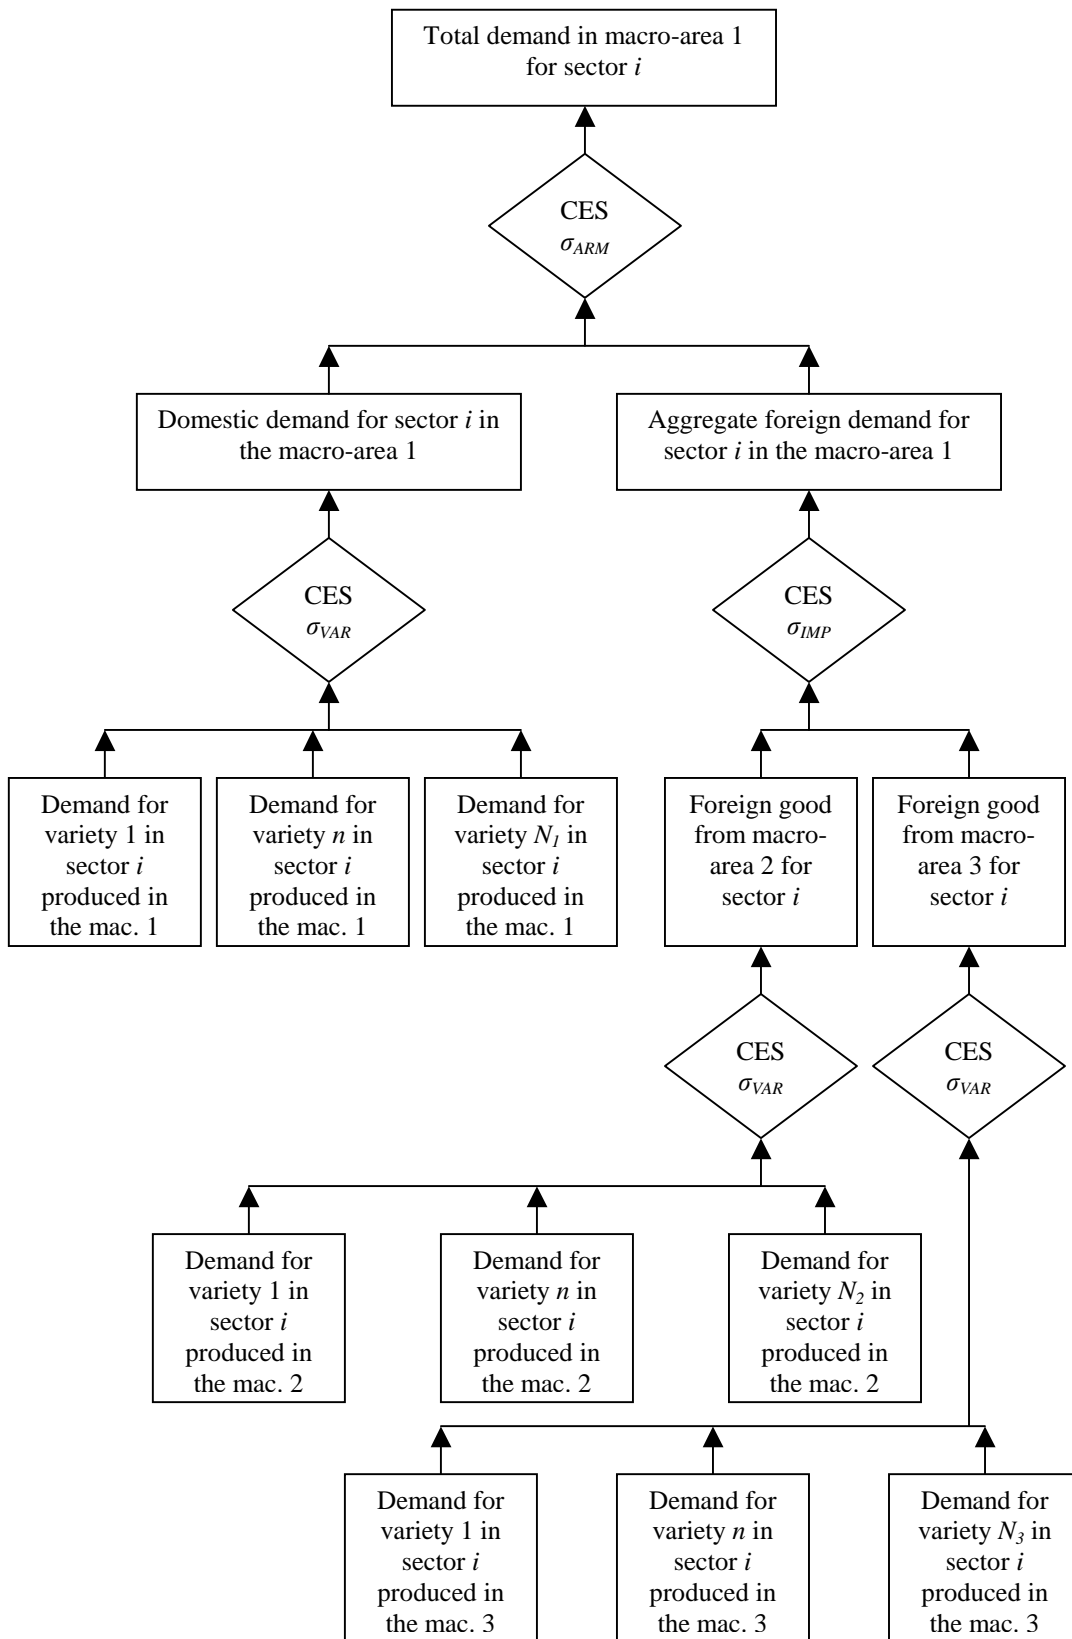 Total demand in macro-area 1
for sector i
CES
σARM
Domestic demand for sector i in
the macro-area 1
Aggregate foreign demand for
sector i in the macro-area 1
CES
σVAR
CES
σIMP
Demand for
variety 1 in
sector i
produced in
the mac. 1
Demand for
variety n in
sector i
produced in
the mac. 1
Demand for
variety N1 in
sector i
produced in
the mac. 1
Foreign good
from macro-
area 2 for
sector i
Foreign good
from macro-
area 3 for
sector i
CES
σVAR
CES
σVAR
Demand for
variety 1 in
sector i
produced in
the mac. 2
Demand for
variety n in
sector i
produced in
the mac. 2
Demand for
variety N2 in
sector i
produced in
the mac. 2
Demand for
variety 1 in
sector i
produced in
the mac. 3
Demand for
variety n in
sector i
produced in
the mac. 3
Demand for
variety N3 in
sector i
produced in
the mac. 3